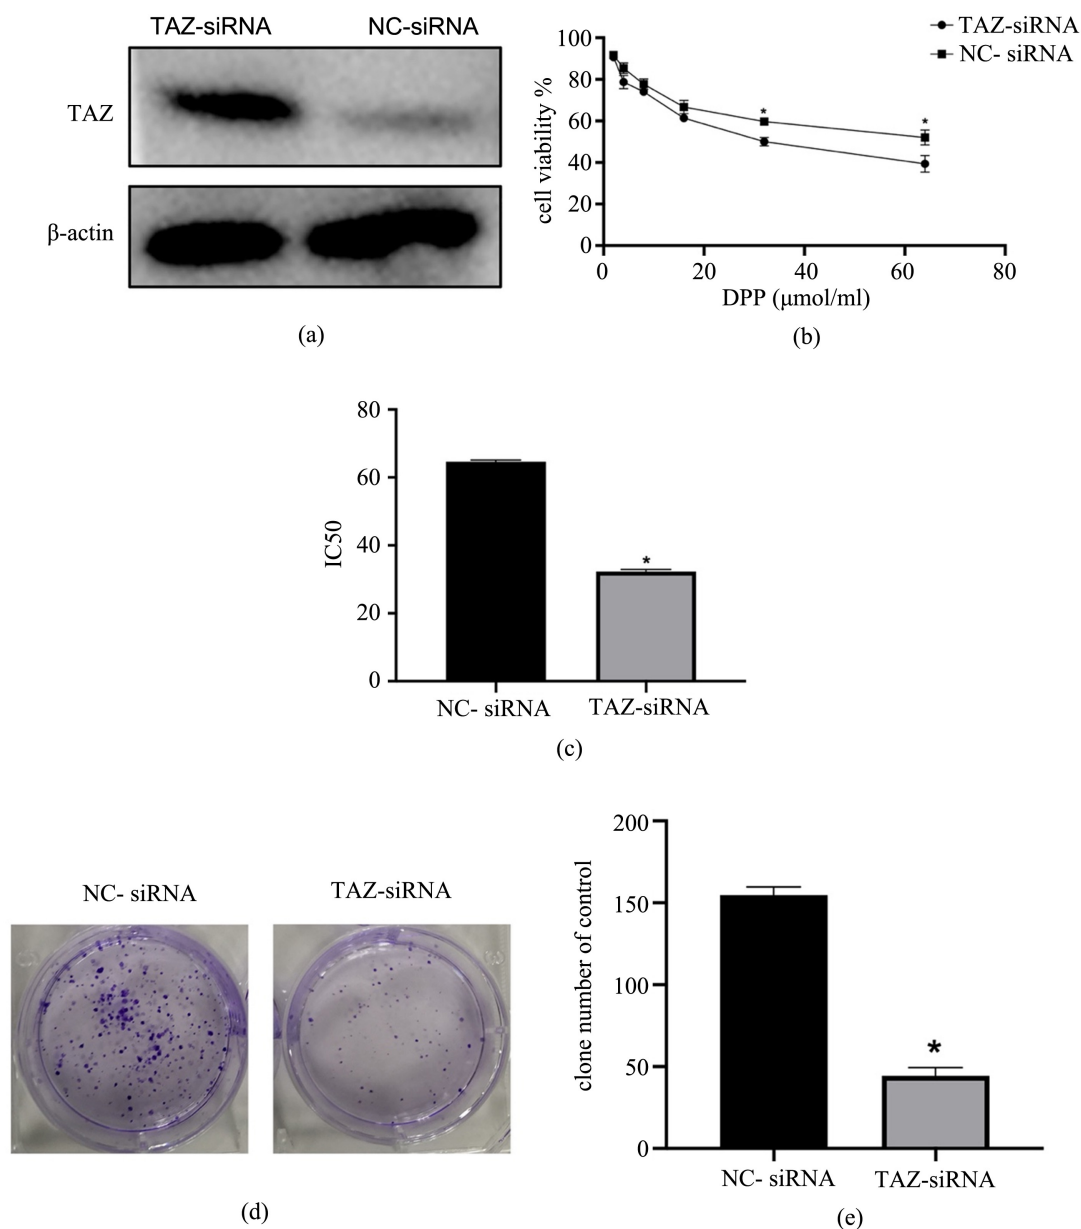 TAZ-siRNA NC-siRNA
TAZ
β-actin
(a)
TAZ-siRNA
NC- siRNA
100
80
60
40
20
0
cell viability %
*
*
0 20 40 60 80
DPP (μmol/ml)
(b)
80
60
40
20
0
IC50
*
NC- siRNA TAZ-siRNA
(c)
NC- siRNA TAZ-siRNA
(d)
200
150
100
50
0
clone number of control
*
NC- siRNA TAZ-siRNA
(e)